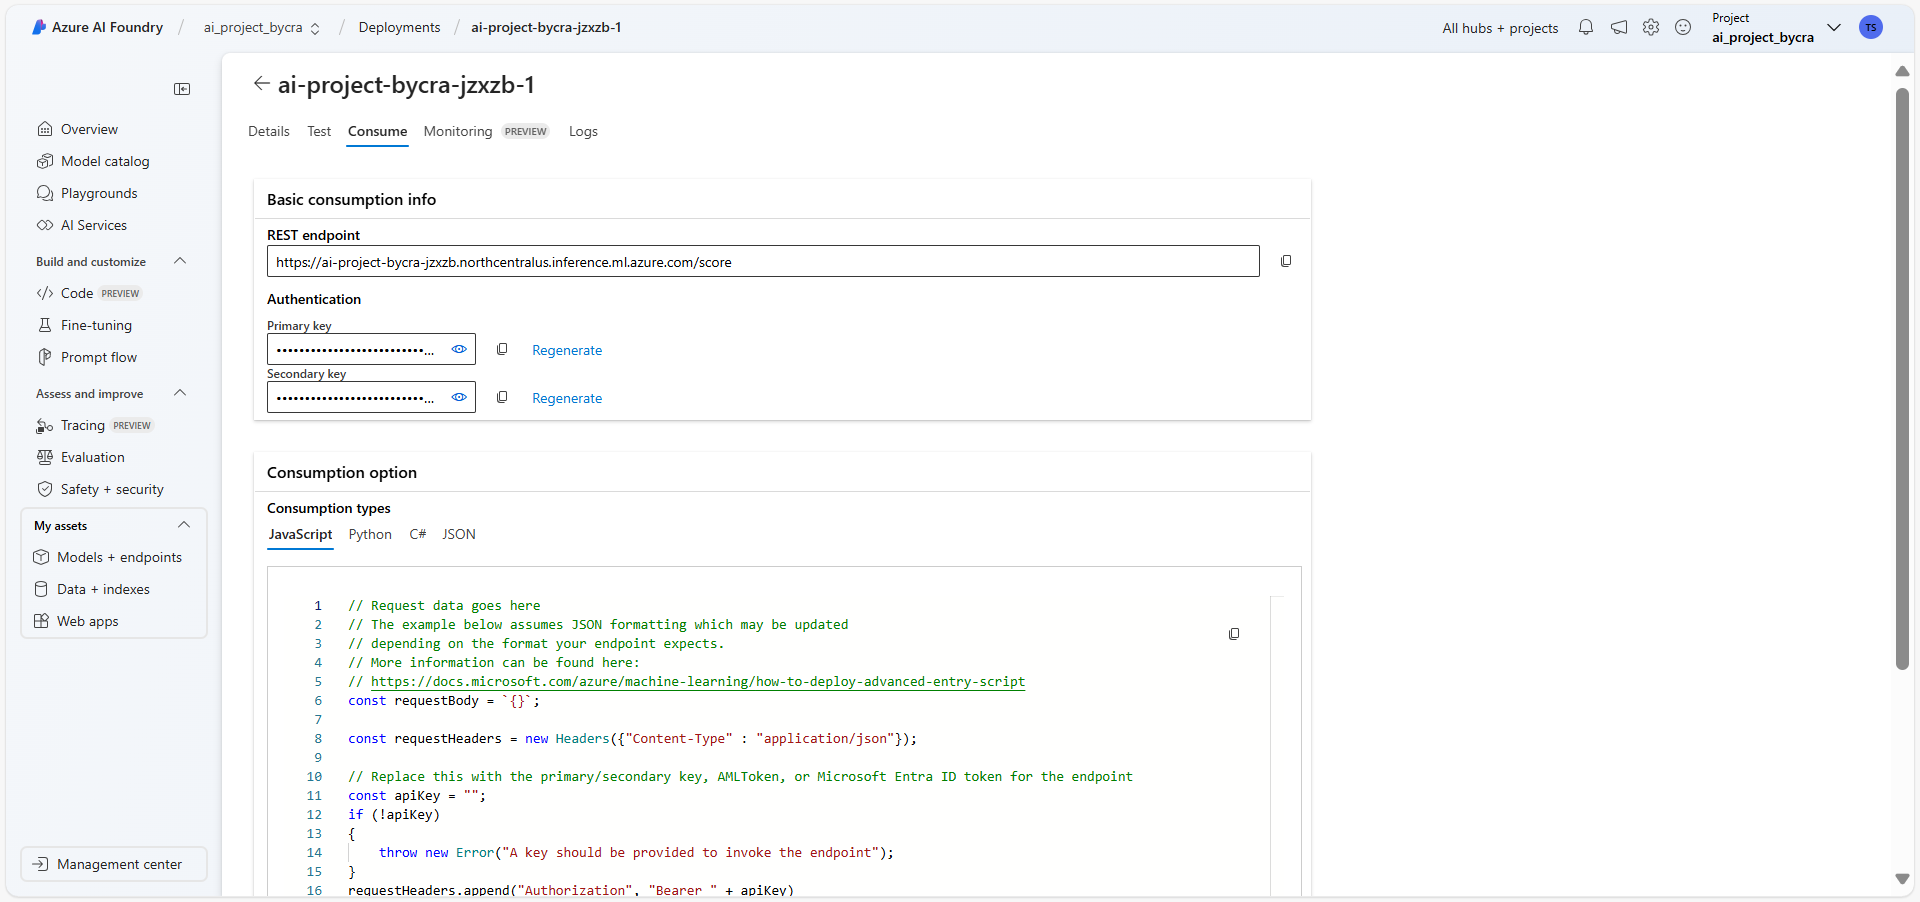 Azure AI Foundry / ai_project_bycra / Deployments / ai-project-bycra-jzxzb-1
All hubs + projects
Project
ai_project_bycra
TS
Overview
Model catalog
Playgrounds
AI Services
Build and customize
Code PREVIEW
Fine-tuning
Prompt flow
Assess and improve
Tracing PREVIEW
Evaluation
Safety + security
My assets
Models + endpoints
Data + indexes
Web apps
Management center
ai-project-bycra-jzxzb-1
Details Test Consume Monitoring PREVIEW Logs
Basic consumption info
REST endpoint
https://ai-project-bycra-jzxzb.northcentralus.inference.ml.azure.com/score
Authentication
Primary key
••••••••••••••••••••••••••... Regenerate
Secondary key
••••••••••••••••••••••••••... Regenerate
Consumption option
Consumption types
JavaScript Python C# JSON
1 // Request data goes here
2 // The example below assumes JSON formatting which may be updated
3 // depending on the format your endpoint expects.
4 // More information can be found here:
5 // https://docs.microsoft.com/azure/machine-learning/how-to-deploy-advanced-entry-script
6 const requestBody = `{}`;
7
8 const requestHeaders = new Headers({"Content-Type" : "application/json"});
9
10 // Replace this with the primary/secondary key, AMLToken, or Microsoft Entra ID token for the endpoint
11 const apiKey = "";
12 if (!apiKey)
13 {
14 throw new Error("A key should be provided to invoke the endpoint");
15 }
16 requestHeaders.append("Authorization", "Bearer " + apiKey)